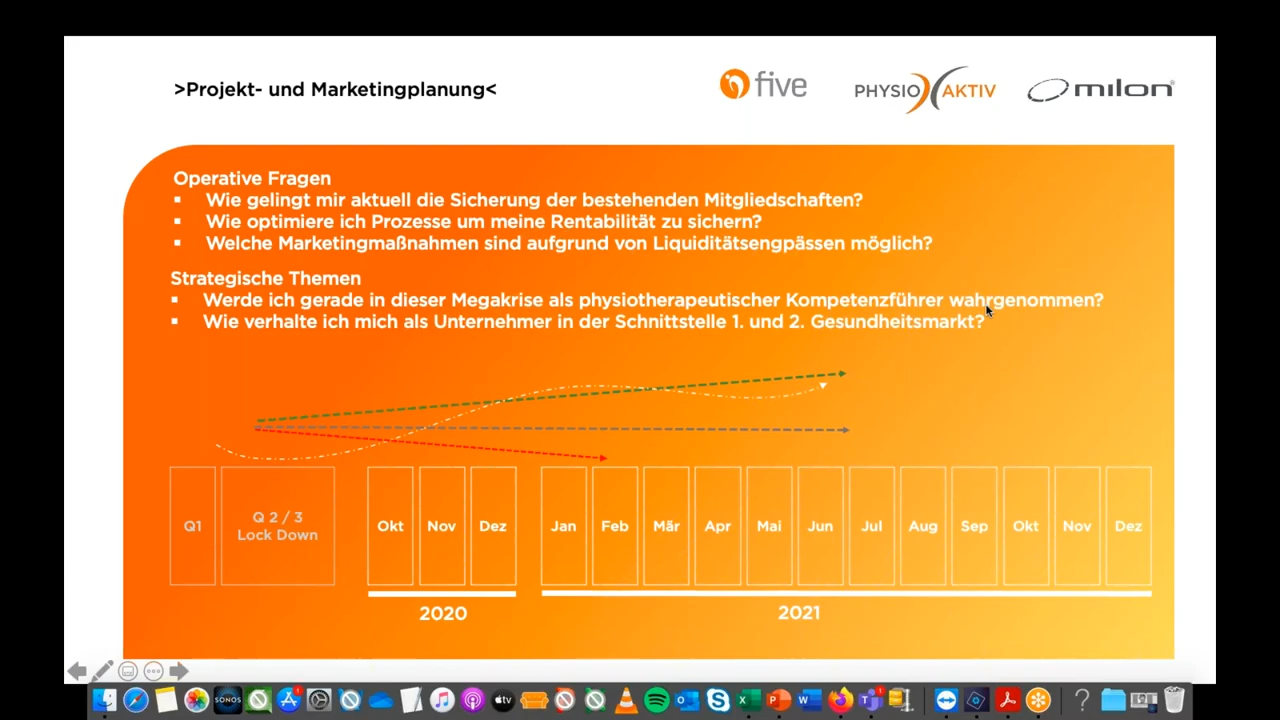 >Projekt- und Marketingplanung<
five
PHYSIO AKTIV
milon
Operative Fragen
▪ Wie gelingt mir aktuell die Sicherung der bestehenden Mitgliedschaften?
▪ Wie optimiere ich Prozesse um meine Rentabilität zu sichern?
▪ Welche Marketingmaßnahmen sind aufgrund von Liquiditätsengpässen möglich?
Strategische Themen
▪ Werde ich gerade in dieser Megakrise als physiotherapeutischer Kompetenzführer wahrgenommen?
▪ Wie verhalte ich mich als Unternehmer in der Schnittstelle 1. und 2. Gesundheitsmarkt?
Q1
Q 2 / 3
Lock Down
Okt Nov Dez
Jan Feb Mär Apr Mai Jun Jul Aug Sep Okt Nov Dez
2020
2021
SONOS
tv